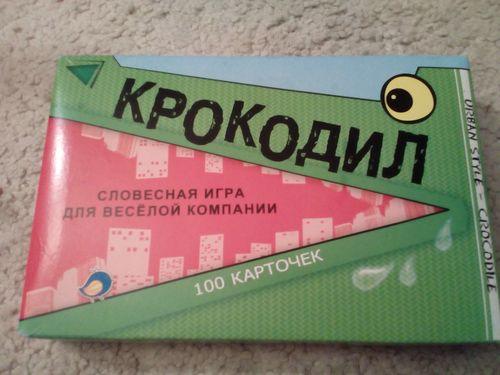 КРОКОДИЛ
СЛОВЕСНАЯ ИГРА
ДЛЯ ВЕСЁЛОЙ КОМПАНИИ
100 КАРТОЧЕК
URBAN STYLE - CROCODILE